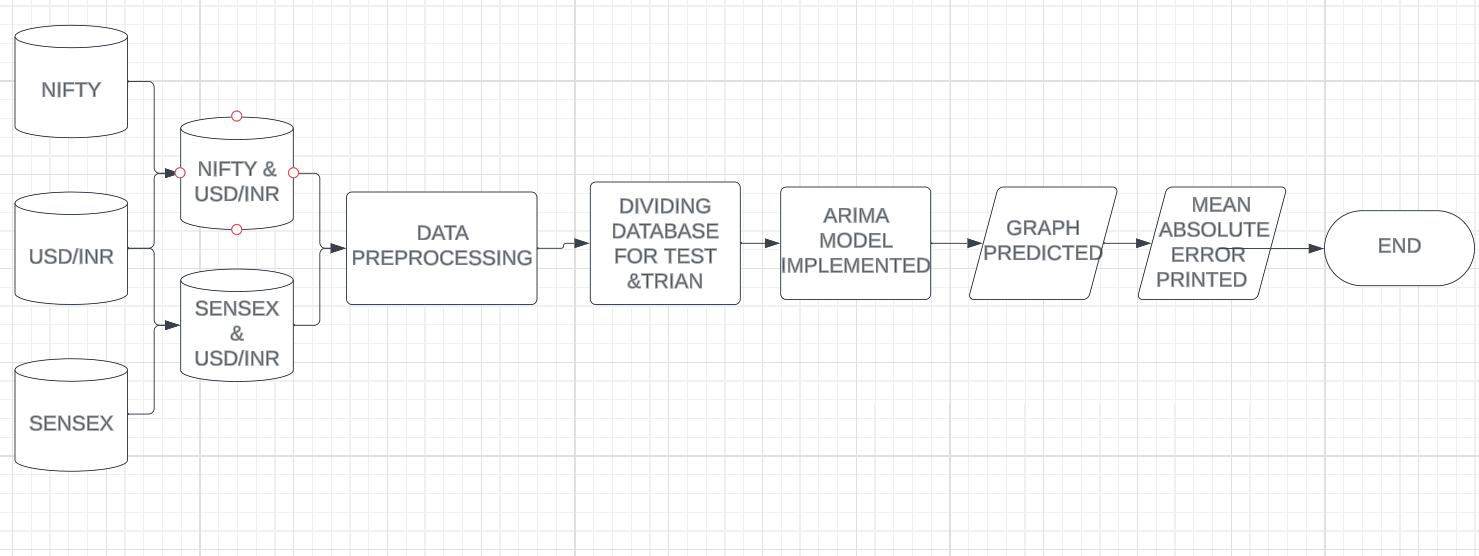 NIFTY
USD/INR
SENSEX
NIFTY &
USD/INR
SENSEX
&
USD/INR
DATA
PREPROCESSING
DIVIDING
DATABASE
FOR TEST
&TRIAN
ARIMA
MODEL
IMPLEMENTED
GRAPH
PREDICTED
MEAN
ABSOLUTE
ERROR
PRINTED
END